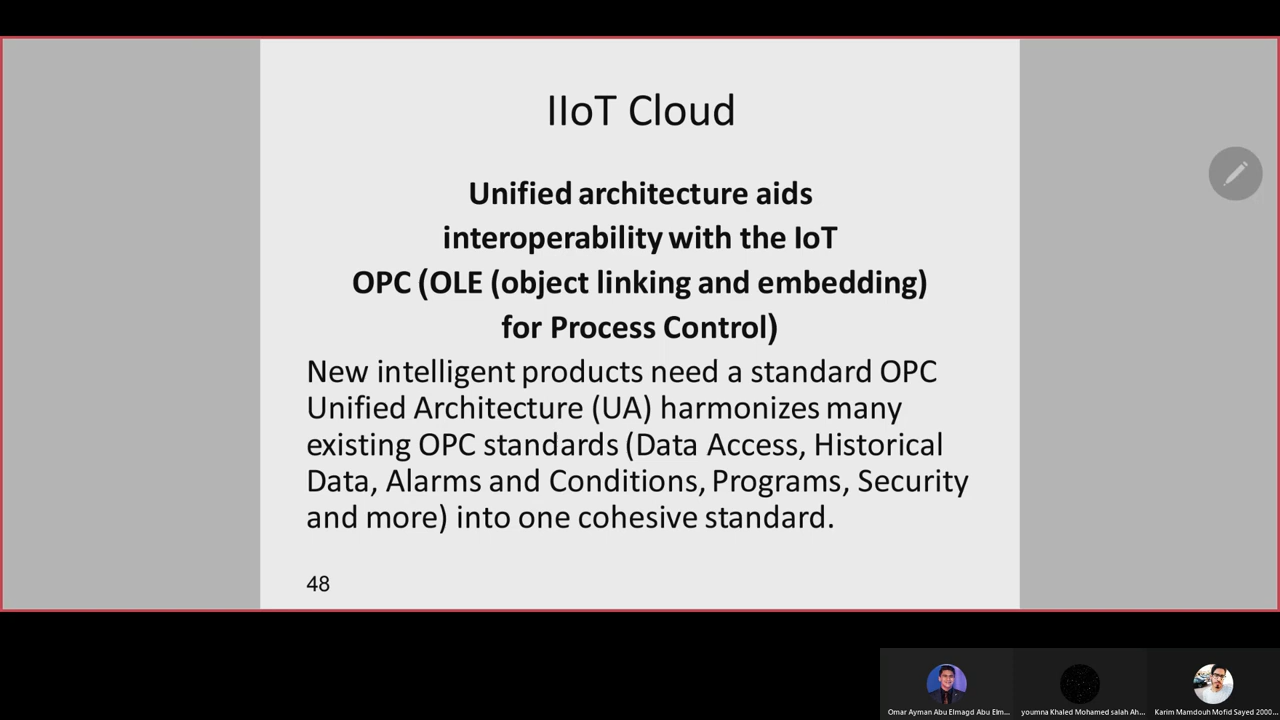 IIoT Cloud
Unified architecture aids
interoperability with the IoT
OPC (OLE (object linking and embedding)
for Process Control)
New intelligent products need a standard OPC
Unified Architecture (UA) harmonizes many
existing OPC standards (Data Access, Historical
Data, Alarms and Conditions, Programs, Security
and more) into one cohesive standard.
48
Omar Ayman Abu Elmagd Abu Elm...
youmna Khaled Mohamed salah Ah...
Karim Mamdouh Mofid Sayed 2000...